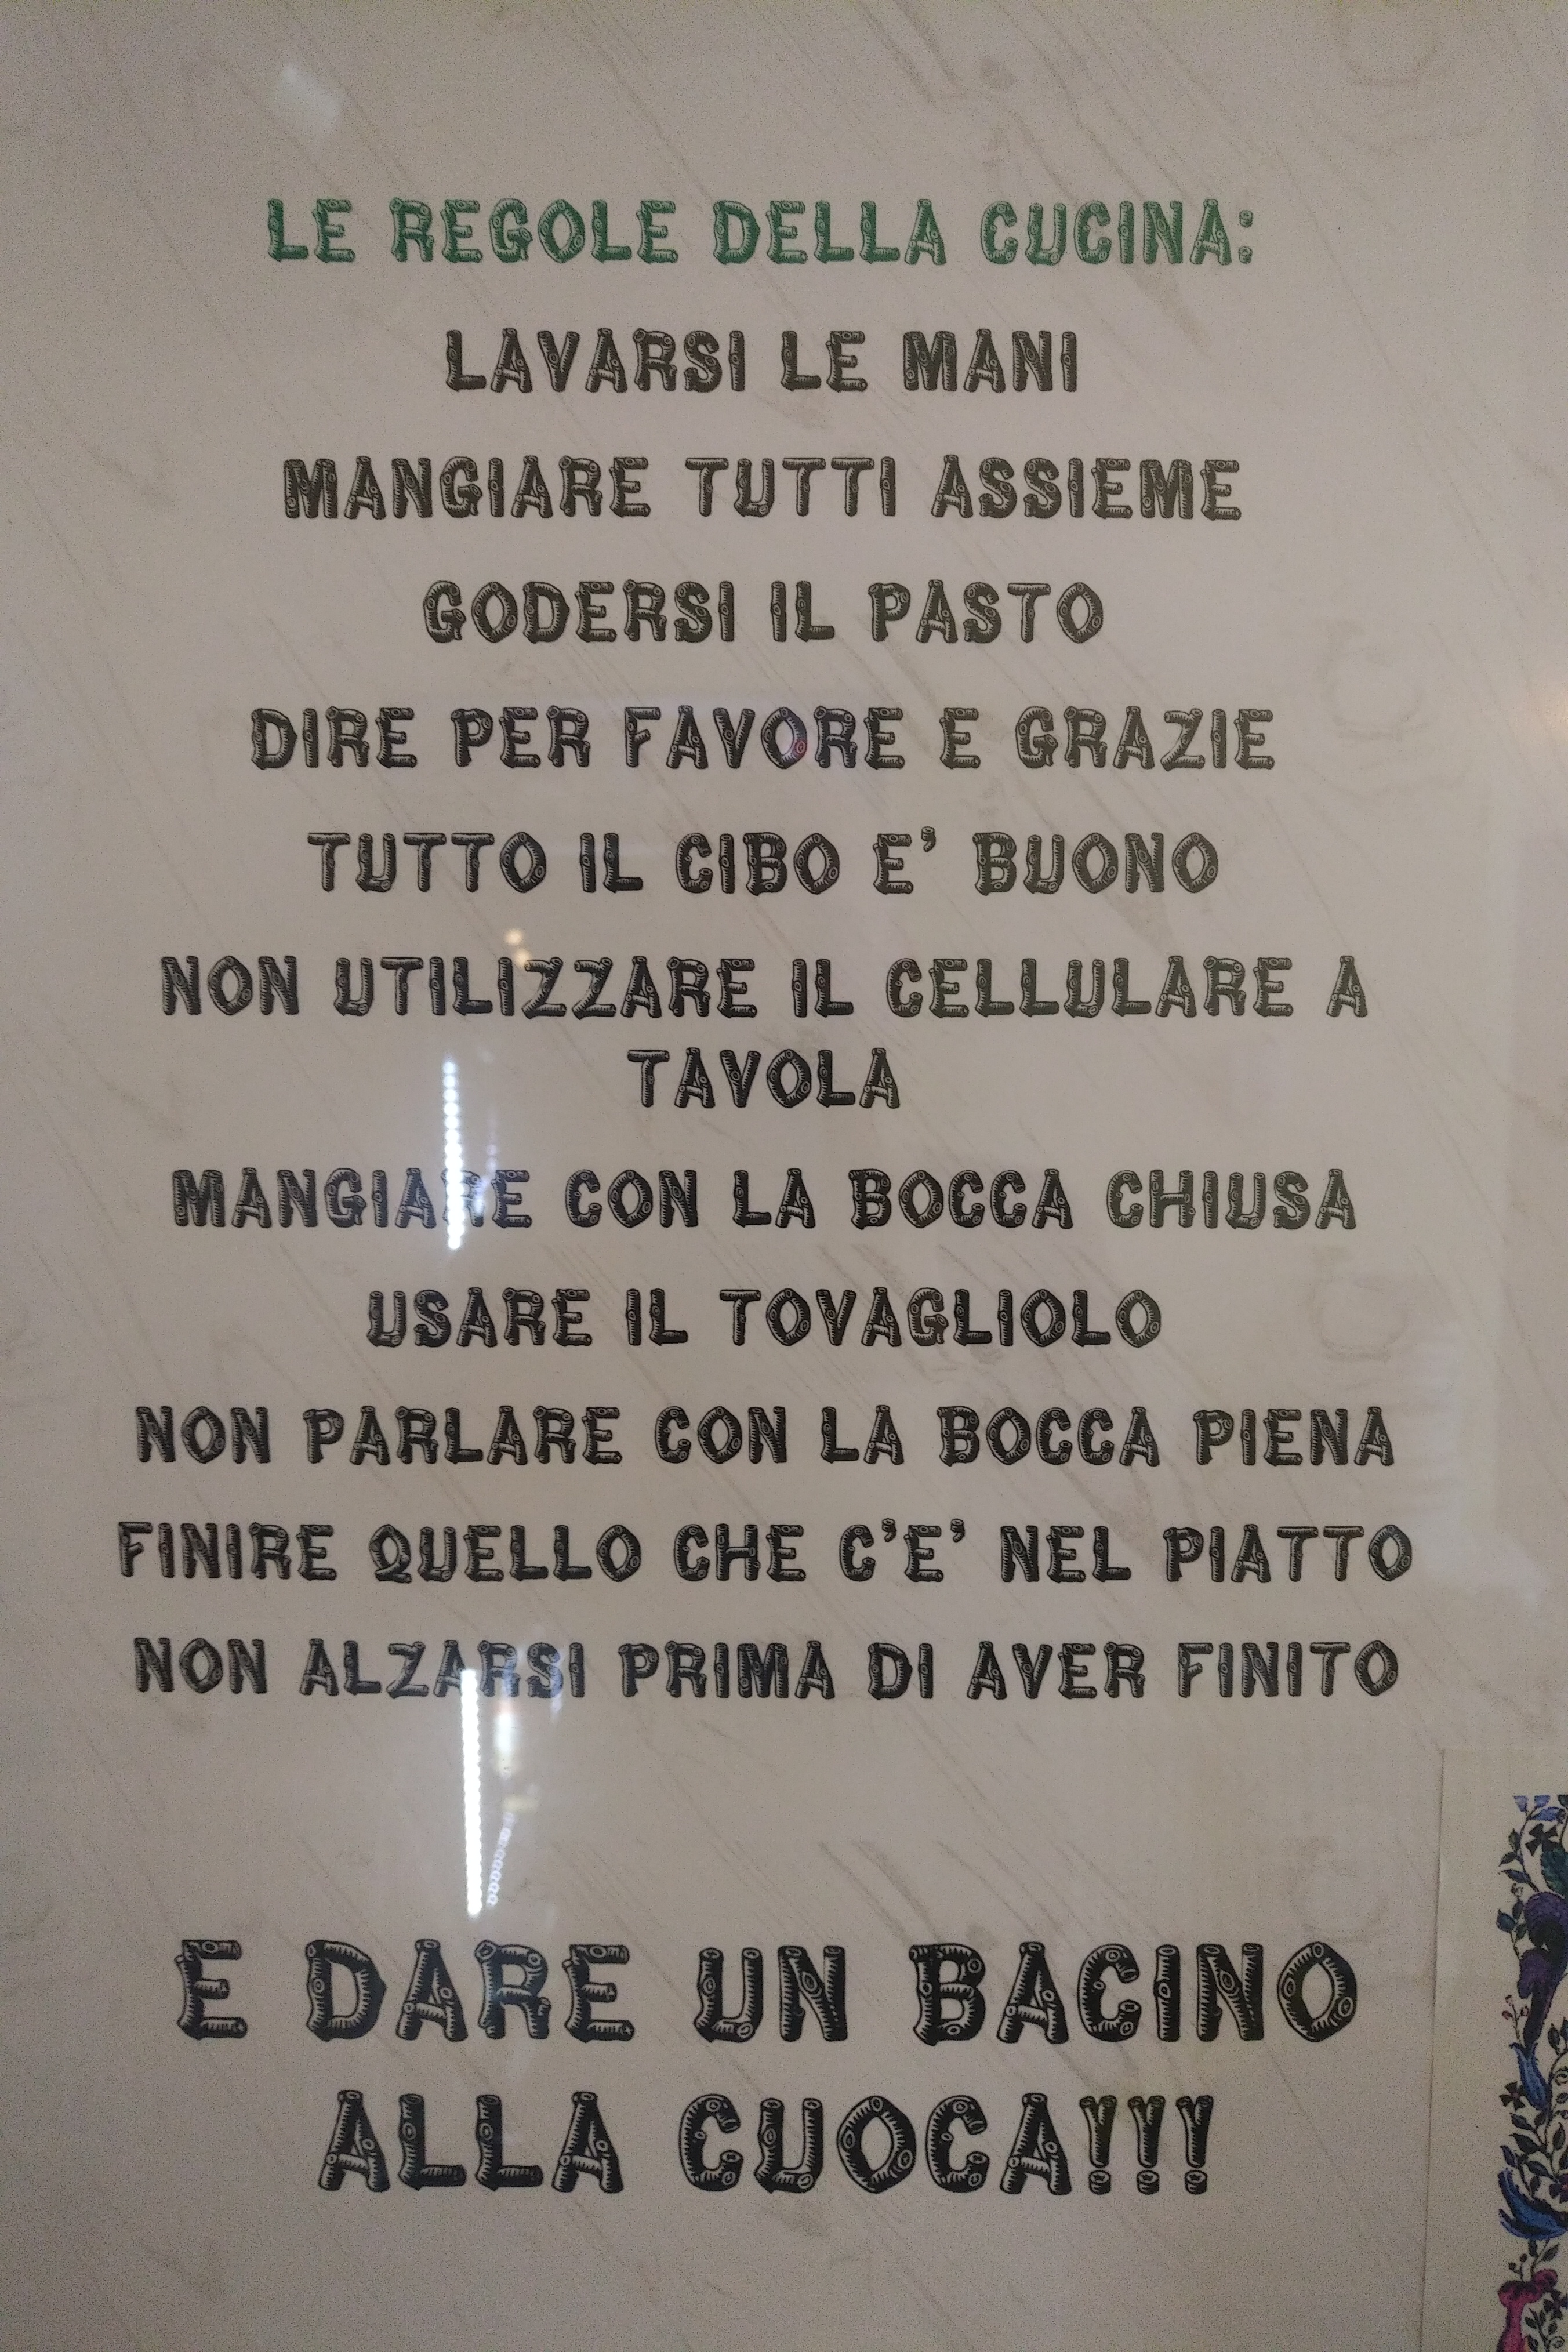 LE REGOLE DELLA CUCINA:
LAVARSI LE MANI
MANGIARE TUTTI ASSIEME
GODERSI IL PASTO
DIRE PER FAVORE E GRAZIE
TUTTO IL CIBO E' BUONO
NON UTILIZZARE IL CELLULARE A
TAVOLA
MANGIARE CON LA BOCCA CHIUSA
USARE IL TOVAGLIOLO
NON PARLARE CON LA BOCCA PIENA
FINIRE QUELLO CHE C'E' NEL PIATTO
NON ALZARSI PRIMA DI AVER FINITO
E DARE UN BACINO
ALLA CUOCA!!!